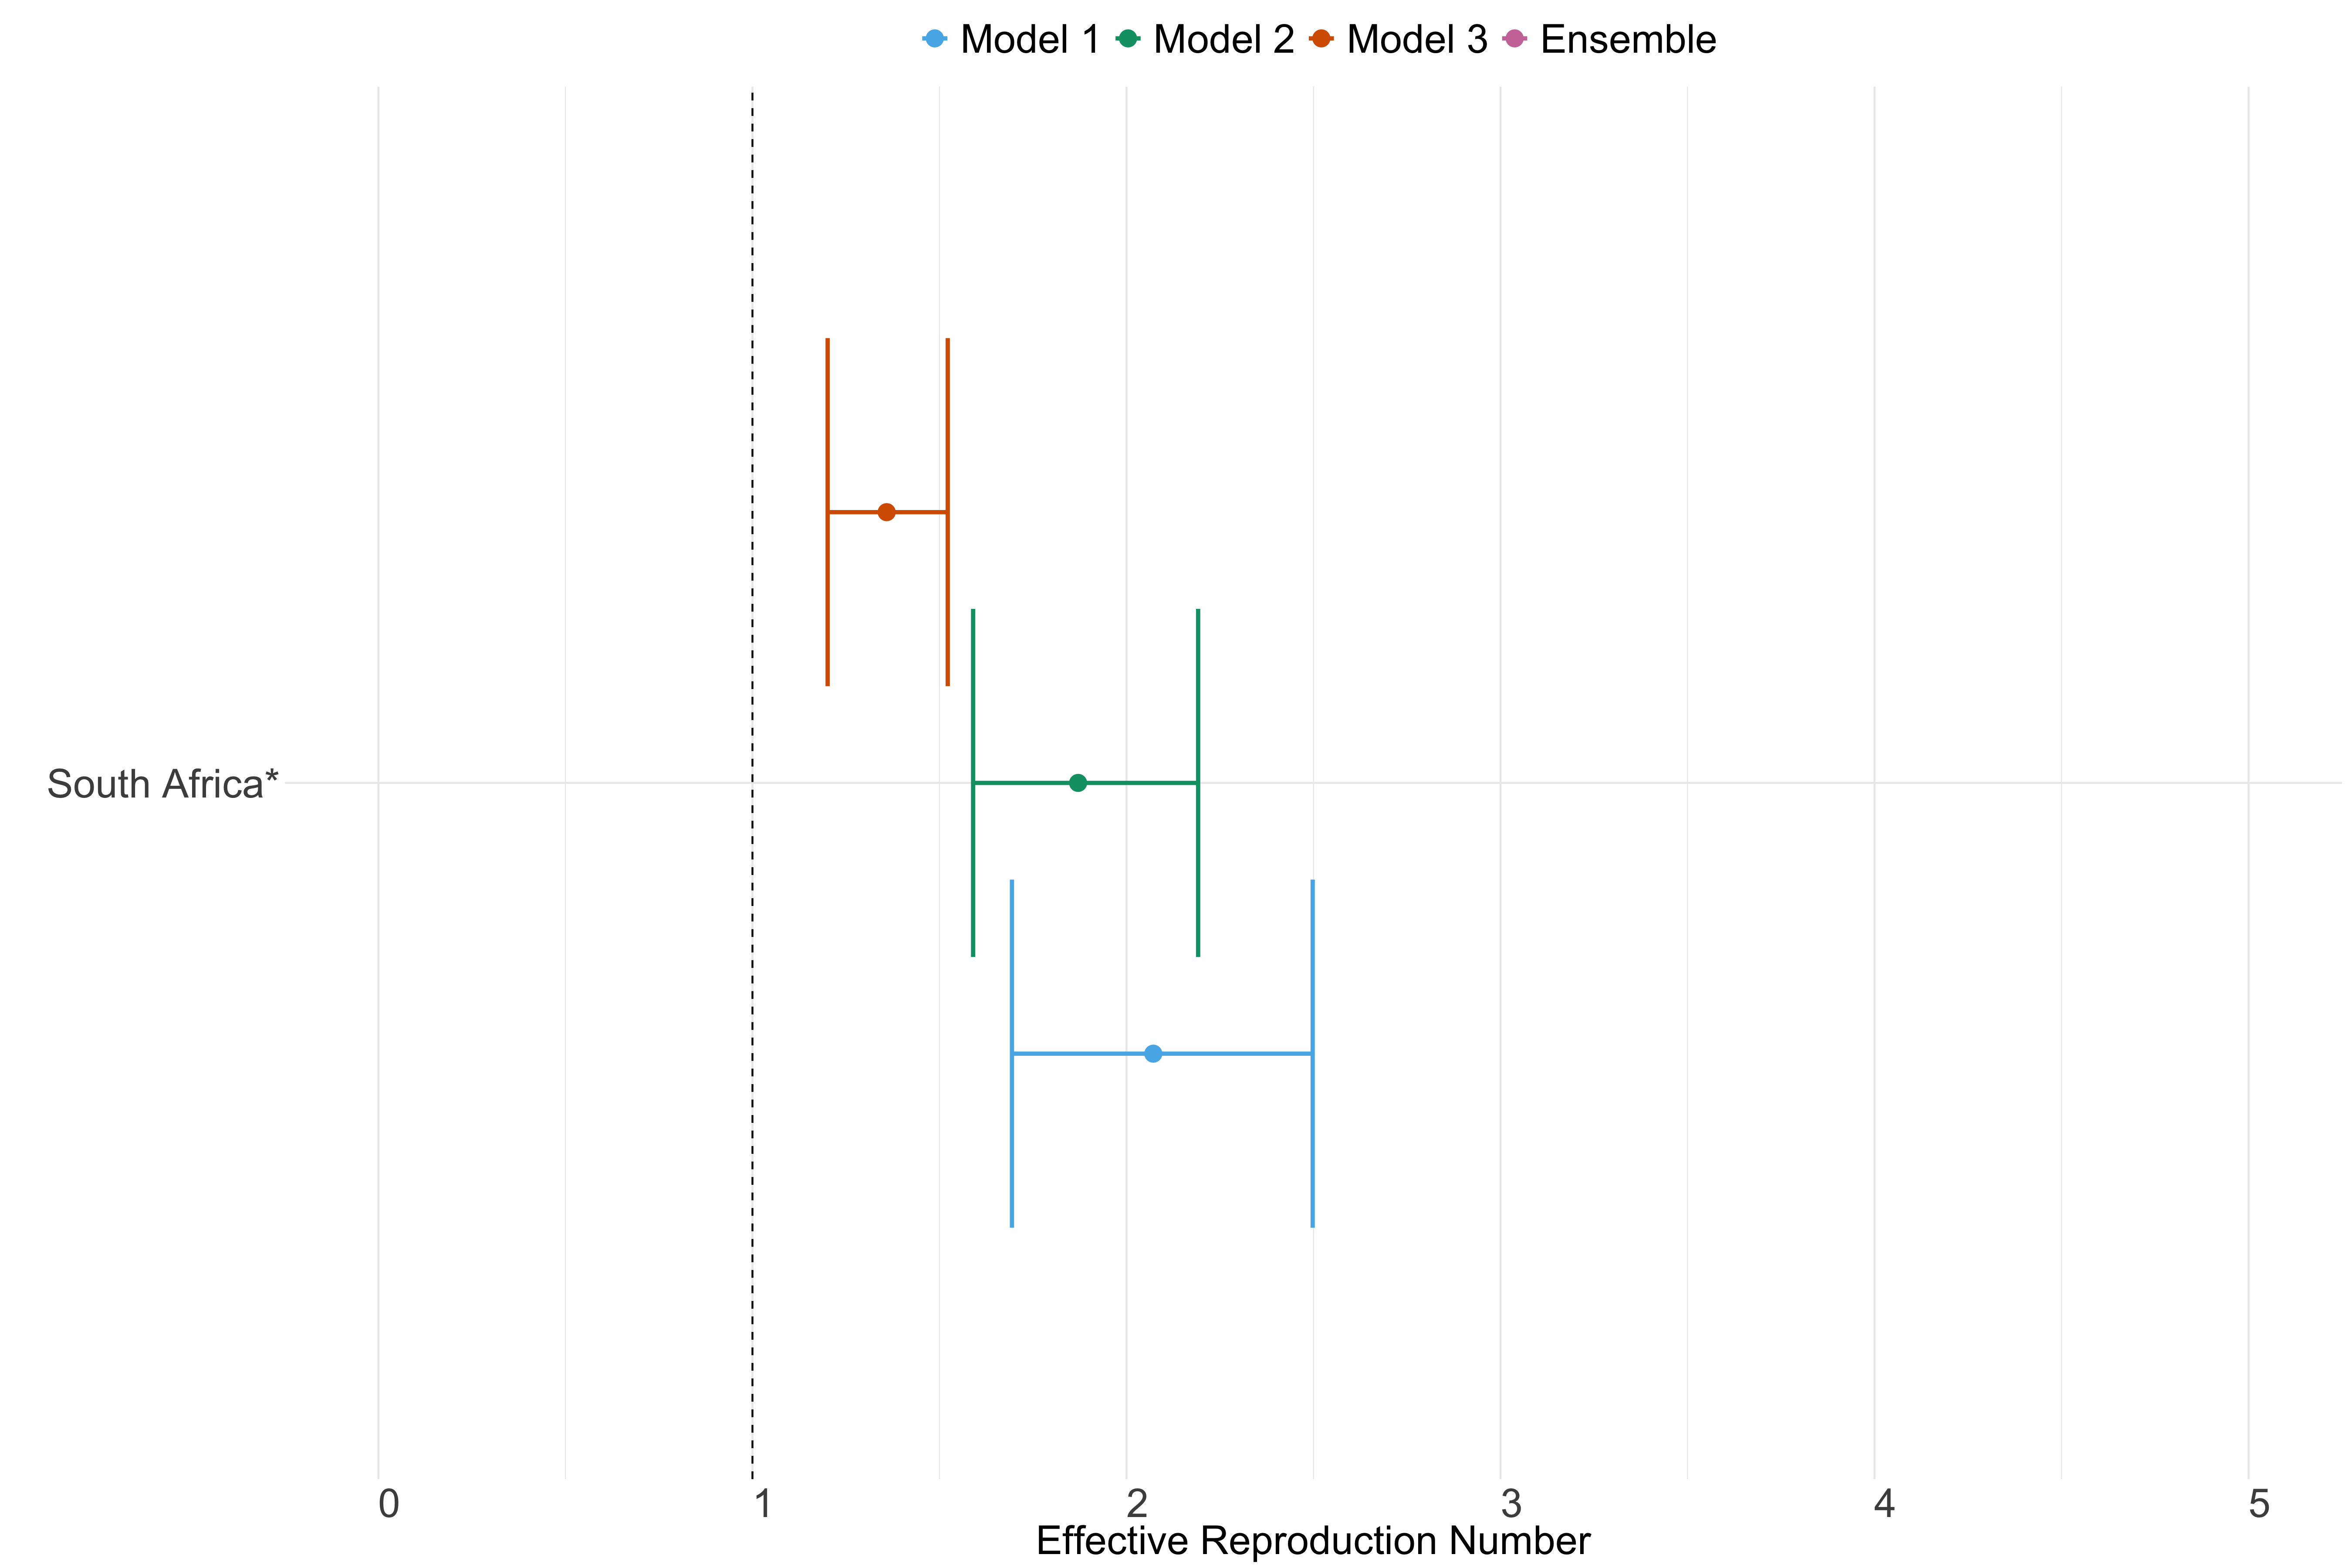 Model 1 Model 2 Model 3 Ensemble
South Africa*
0 1 2 3 4 5
Effective Reproduction Number